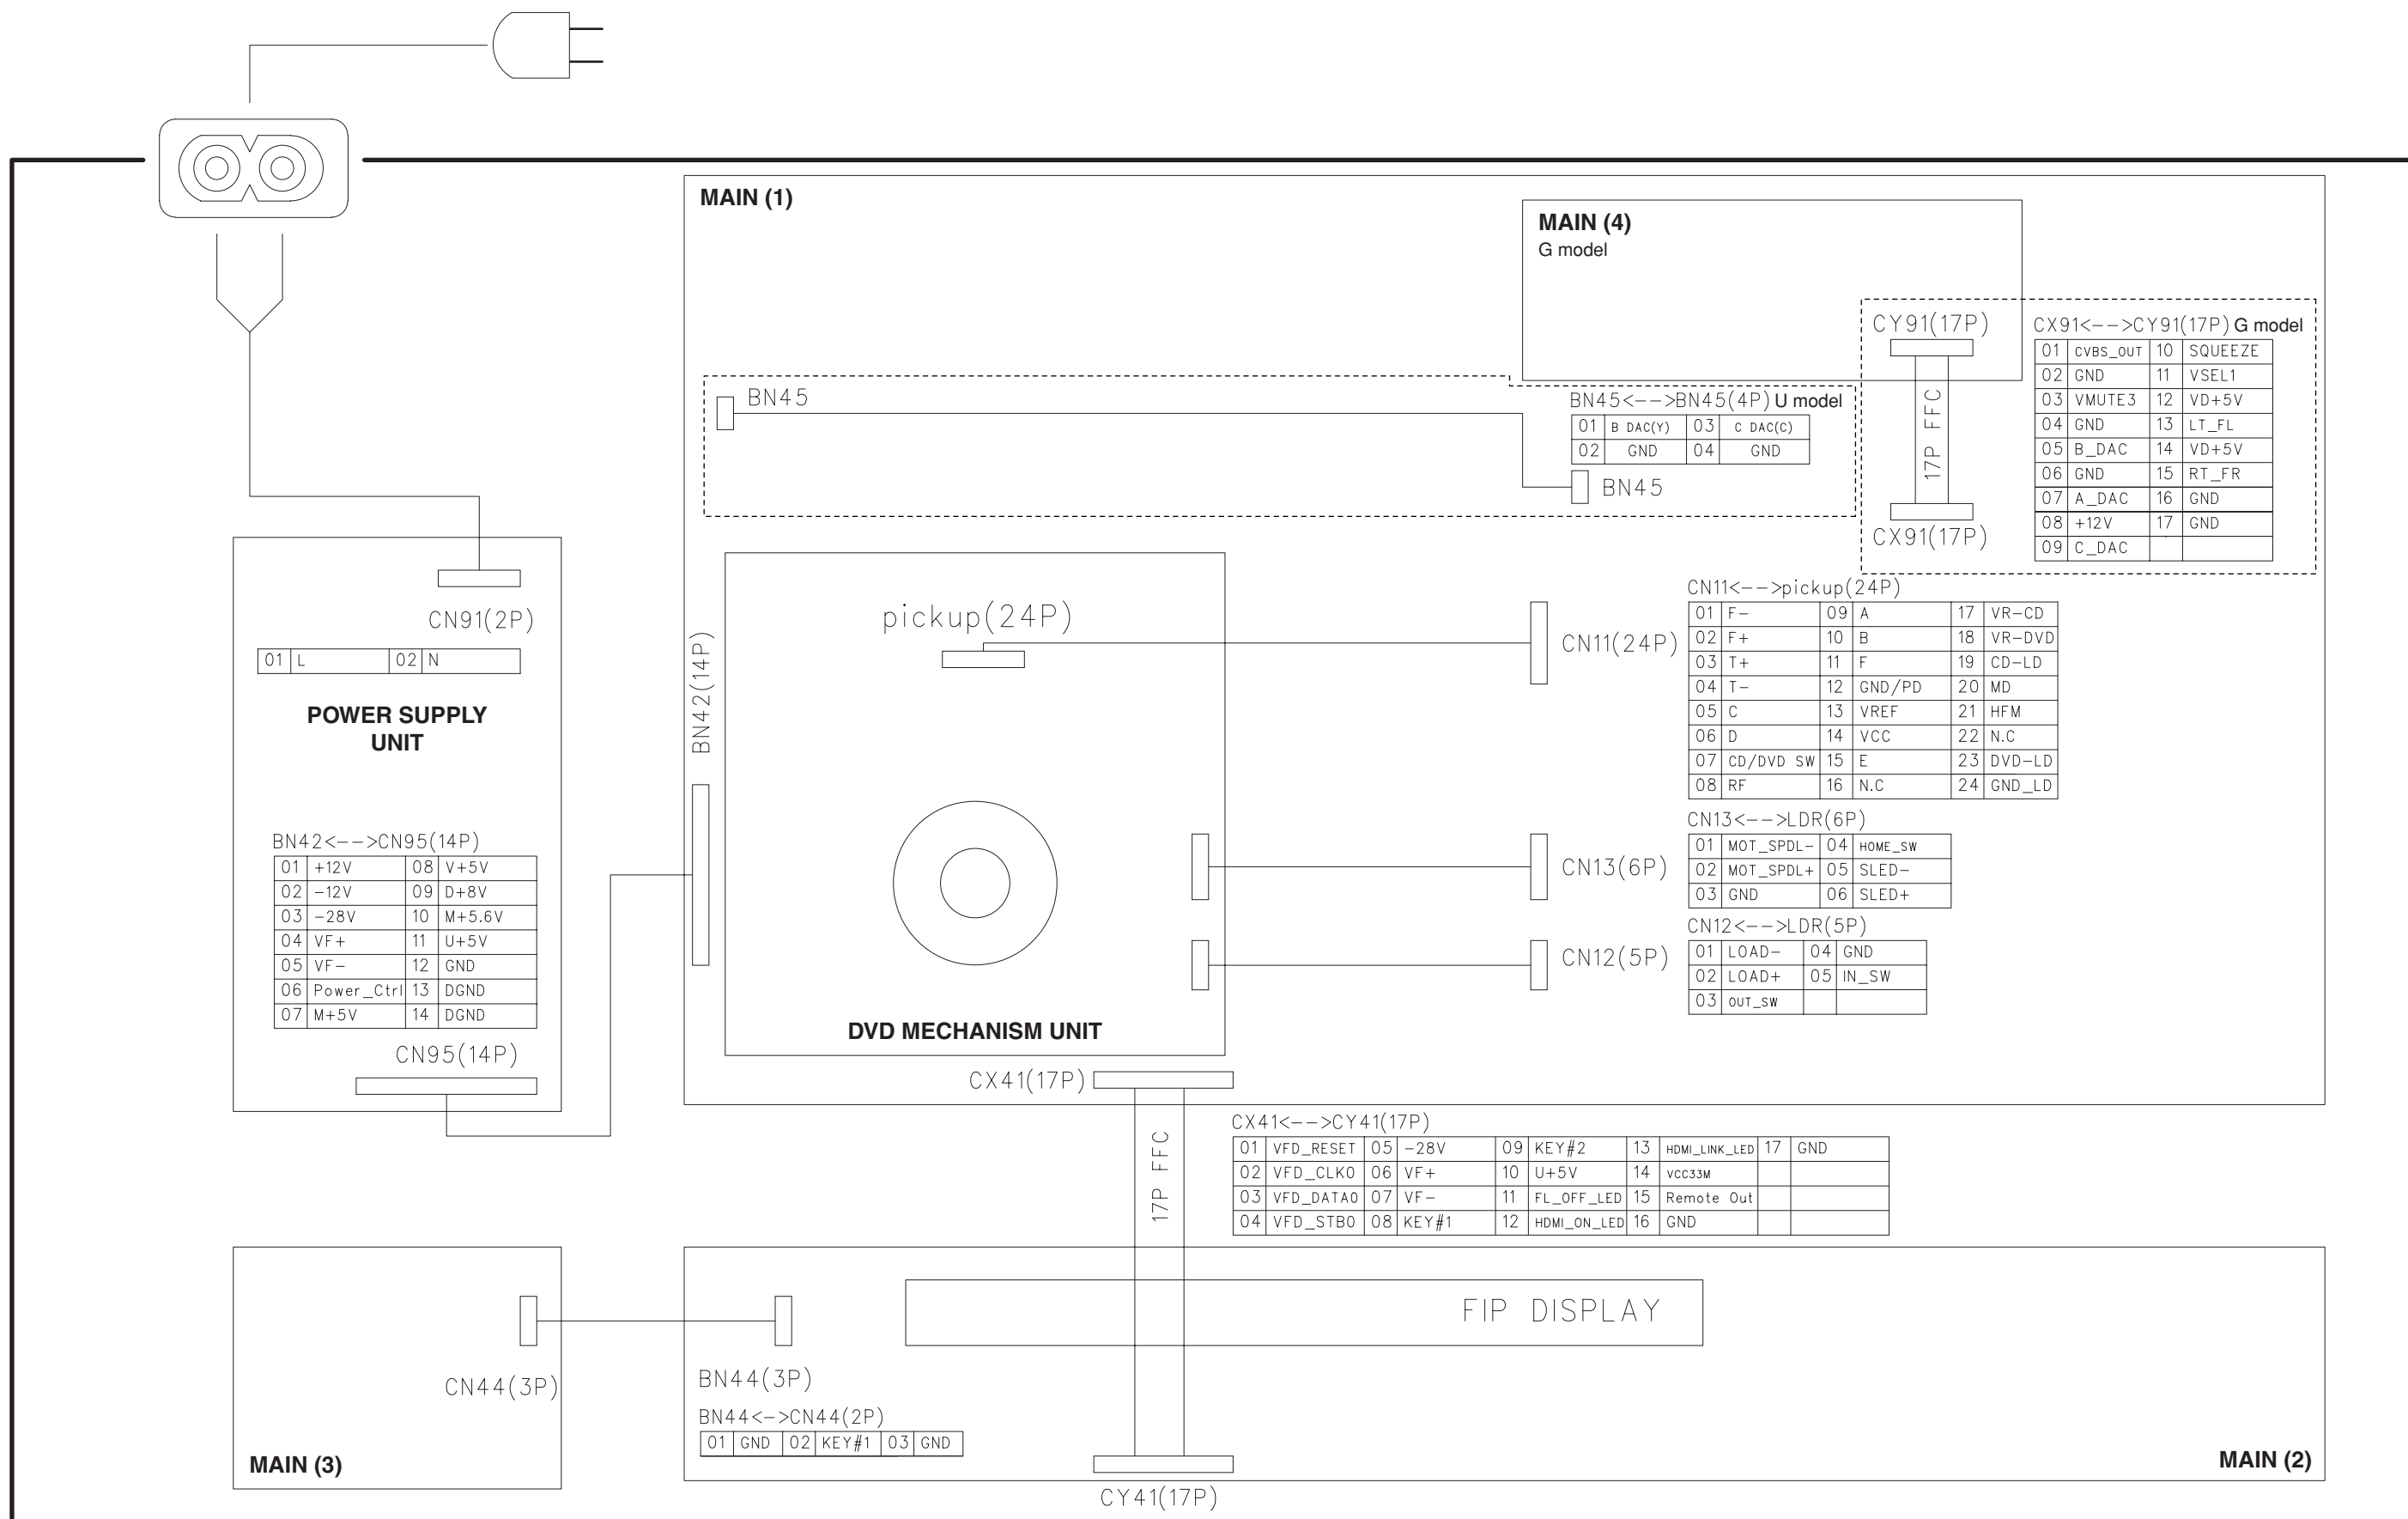 MAIN (1)
MAIN (4)
G model
CY91(17P)
17P FFC
CX91(17P)
CX91<-->CY91(17P) G model
01 CVBS_OUT 10 SQUEEZE
02 GND 11 VSEL1
03 VMUTE3 12 VD+5V
04 GND 13 LT_FL
05 B_DAC 14 VD+5V
06 GND 15 RT_FR
07 A_DAC 16 GND
08 +12V 17 GND
09 C_DAC
BN45
BN45<-->BN45(4P) U model
01 B DAC(Y) 03 C DAC(C)
02 GND 04 GND
BN45
CN91(2P)
01 L 02 N
POWER SUPPLY
UNIT
BN42<-->CN95(14P)
01 +12V 08 V+5V
02 -12V 09 D+8V
03 -28V 10 M+5.6V
04 VF+ 11 U+5V
05 VF- 12 GND
06 Power_Ctrl 13 DGND
07 M+5V 14 DGND
CN95(14P)
BN42(14P)
pickup(24P)
DVD MECHANISM UNIT
CN11(24P)
CN11<-->pickup(24P)
01 F- 09 A 17 VR-CD
02 F+ 10 B 18 VR-DVD
03 T+ 11 F 19 CD-LD
04 T- 12 GND/PD 20 MD
05 C 13 VREF 21 HFM
06 D 14 VCC 22 N.C
07 CD/DVD SW 15 E 23 DVD-LD
08 RF 16 N.C 24 GND_LD
CN13(6P)
CN13<-->LDR(6P)
01 MOT_SPDL- 04 HOME_SW
02 MOT_SPDL+ 05 SLED-
03 GND 06 SLED+
CN12(5P)
CN12<-->LDR(5P)
01 LOAD- 04 GND
02 LOAD+ 05 IN_SW
03 OUT_SW
CX41(17P)
17P FFC
CX41<-->CY41(17P)
01 VFD_RESET 05 -28V 09 KEY#2 13 HDMI_LINK_LED 17 GND
02 VFD_CLKO 06 VF+ 10 U+5V 14 VCC33M
03 VFD_DATAO 07 VF- 11 FL_OFF_LED 15 Remote Out
04 VFD_STBO 08 KEY#1 12 HDMI_ON_LED 16 GND
FIP DISPLAY
CN44(3P)
MAIN (3)
BN44(3P)
BN44<->CN44(2P)
01 GND 02 KEY#1 03 GND
MAIN (2)
CY41(17P)